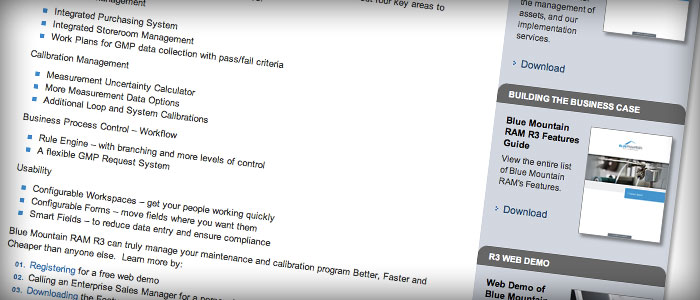 our key areas to
Integrated Purchasing System
Integrated Storeroom Management
Work Plans for GMP data collection with pass/fail criteria
Calibration Management
Measurement Uncertainty Calculator
More Measurement Data Options
Additional Loop and System Calibrations
Business Process Control – Workflow
Rule Engine – with branching and more levels of control
A flexible GMP Request System
Usability
Configurable Workspaces – get your people working quickly
Configurable Forms – move fields where you want them
Smart Fields – to reduce data entry and ensure compliance
Blue Mountain RAM R3 can truly manage your maintenance and calibration program Better, Faster and
Cheaper than anyone else. Learn more by:
01. Registering for a free web demo
02. Calling an Enterprise Sales Manager for a
03. Downloading the
the management of
assets, and our
implementation
services.
› Download
BUILDING THE BUSINESS CASE
Blue Mountain
RAM R3 Features
Guide
View the entire list
of Blue Mountain
RAM's Features.
› Download
R3 WEB DEMO
Web Demo of
Blue Mountain